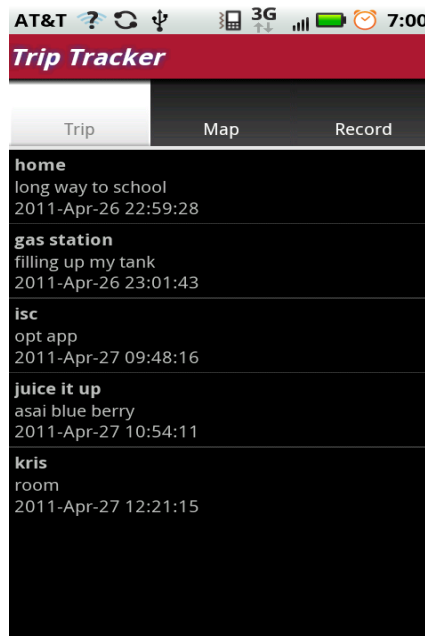 AT&T 3G 7:00
Trip Tracker
Trip Map Record
home
long way to school
2011-Apr-26 22:59:28
gas station
filling up my tank
2011-Apr-26 23:01:43
isc
opt app
2011-Apr-27 09:48:16
juice it up
asai blue berry
2011-Apr-27 10:54:11
kris
room
2011-Apr-27 12:21:15